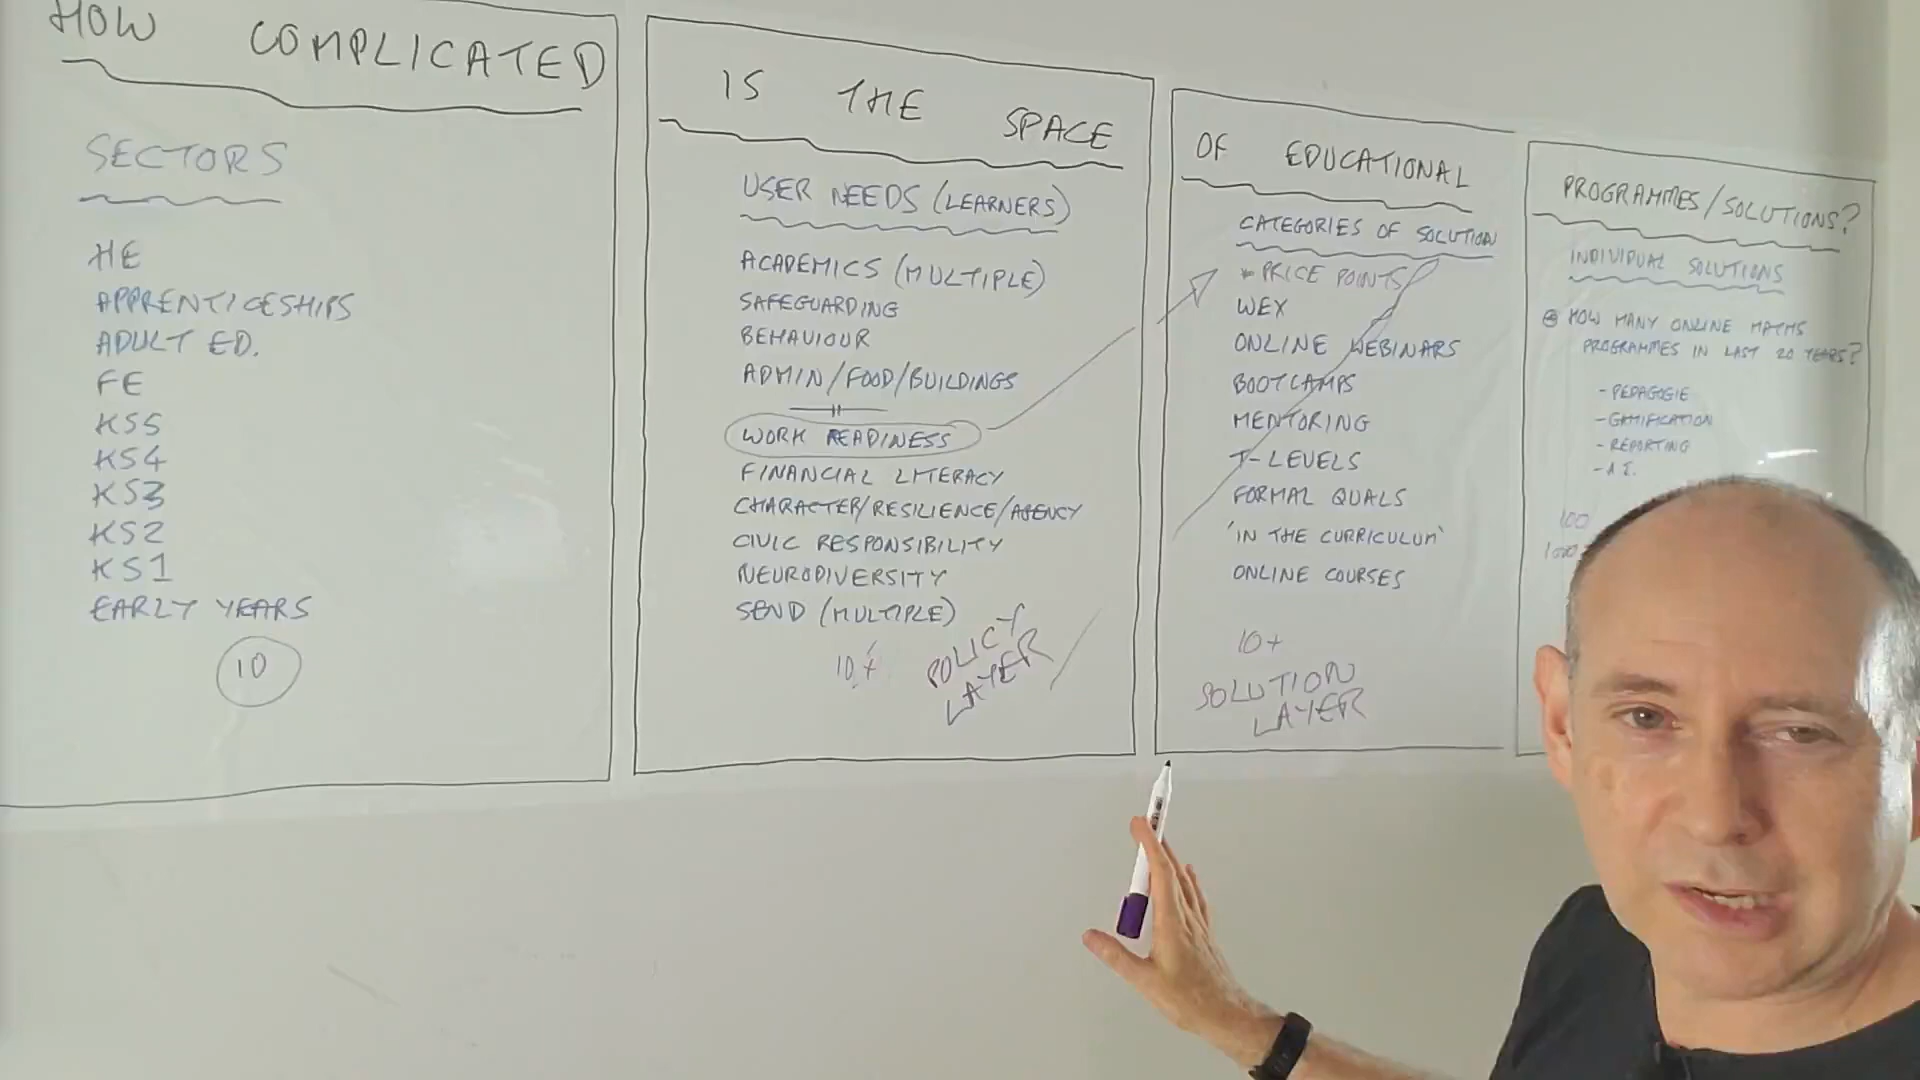 HOW COMPLICATED
SECTORS
HE
APPRENTICESHIPS
ADULT ED.
FE
KS5
KS4
KS3
KS2
KS1
EARLY YEARS
10
IS THE SPACE
USER NEEDS (LEARNERS)
ACADEMICS (MULTIPLE)
SAFEGUARDING
BEHAVIOUR
ADMIN/FOOD/BUILDINGS
WORK READINESS
FINANCIAL LITERACY
CHARACTER/RESILIENCE/AGENCY
CIVIC RESPONSIBILITY
NEURODIVERSITY
SEND (MULTIPLE)
10+
POLICY
LAYER
OF EDUCATIONAL
CATEGORIES OF SOLUTION
* PRICE POINTS
WEX
ONLINE WEBINARS
BOOTCAMPS
MENTORING
T-LEVELS
FORMAL QUALS
'IN THE CURRICULUM'
ONLINE COURSES
10+
SOLUTION
LAYER
PROGRAMMES/SOLUTIONS?
INDIVIDUAL SOLUTIONS
HOW MANY ONLINE MATHS
PROGRAMMES IN LAST 20 YEARS?
- PEDAGOGIE
- GAMIFICATION
- REPORTING
- A.I.
100